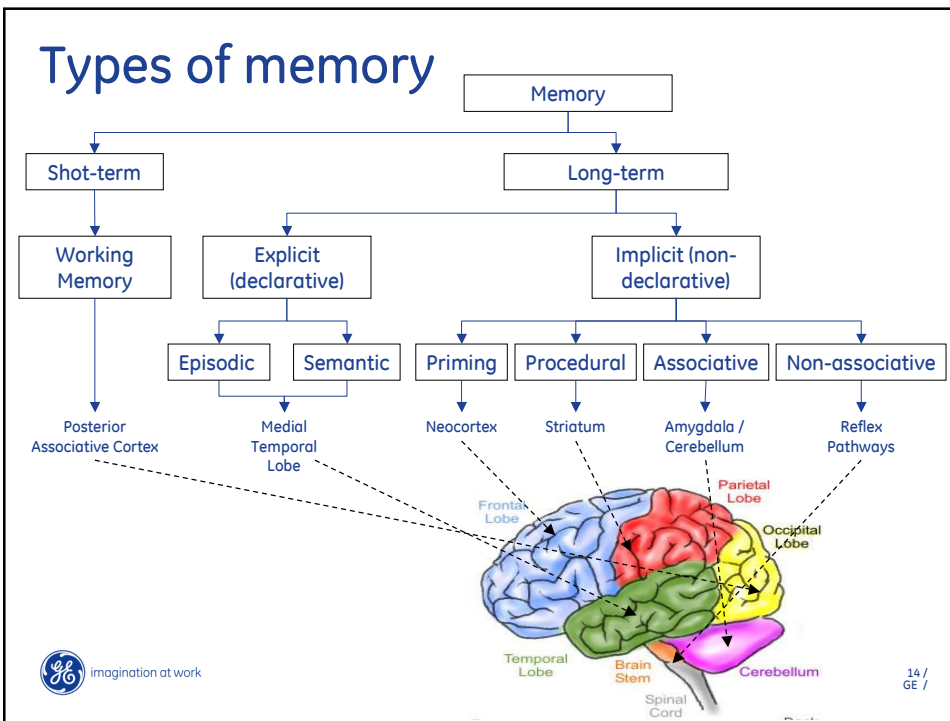 Types of memory
Memory
Shot-term
Long-term
Working
Memory
Explicit
(declarative)
Implicit (non-
declarative)
Episodic
Semantic
Priming
Procedural
Associative
Non-associative
Posterior
Associative Cortex
Medial
Temporal
Lobe
Neocortex
Striatum
Amygdala /
Cerebellum
Reflex
Pathways
Frontal
Lobe
Parietal
Lobe
Occipital
Lobe
Temporal
Lobe
Brain
Stem
Cerebellum
Spinal
Cord
GE imagination at work
14 /
GE /